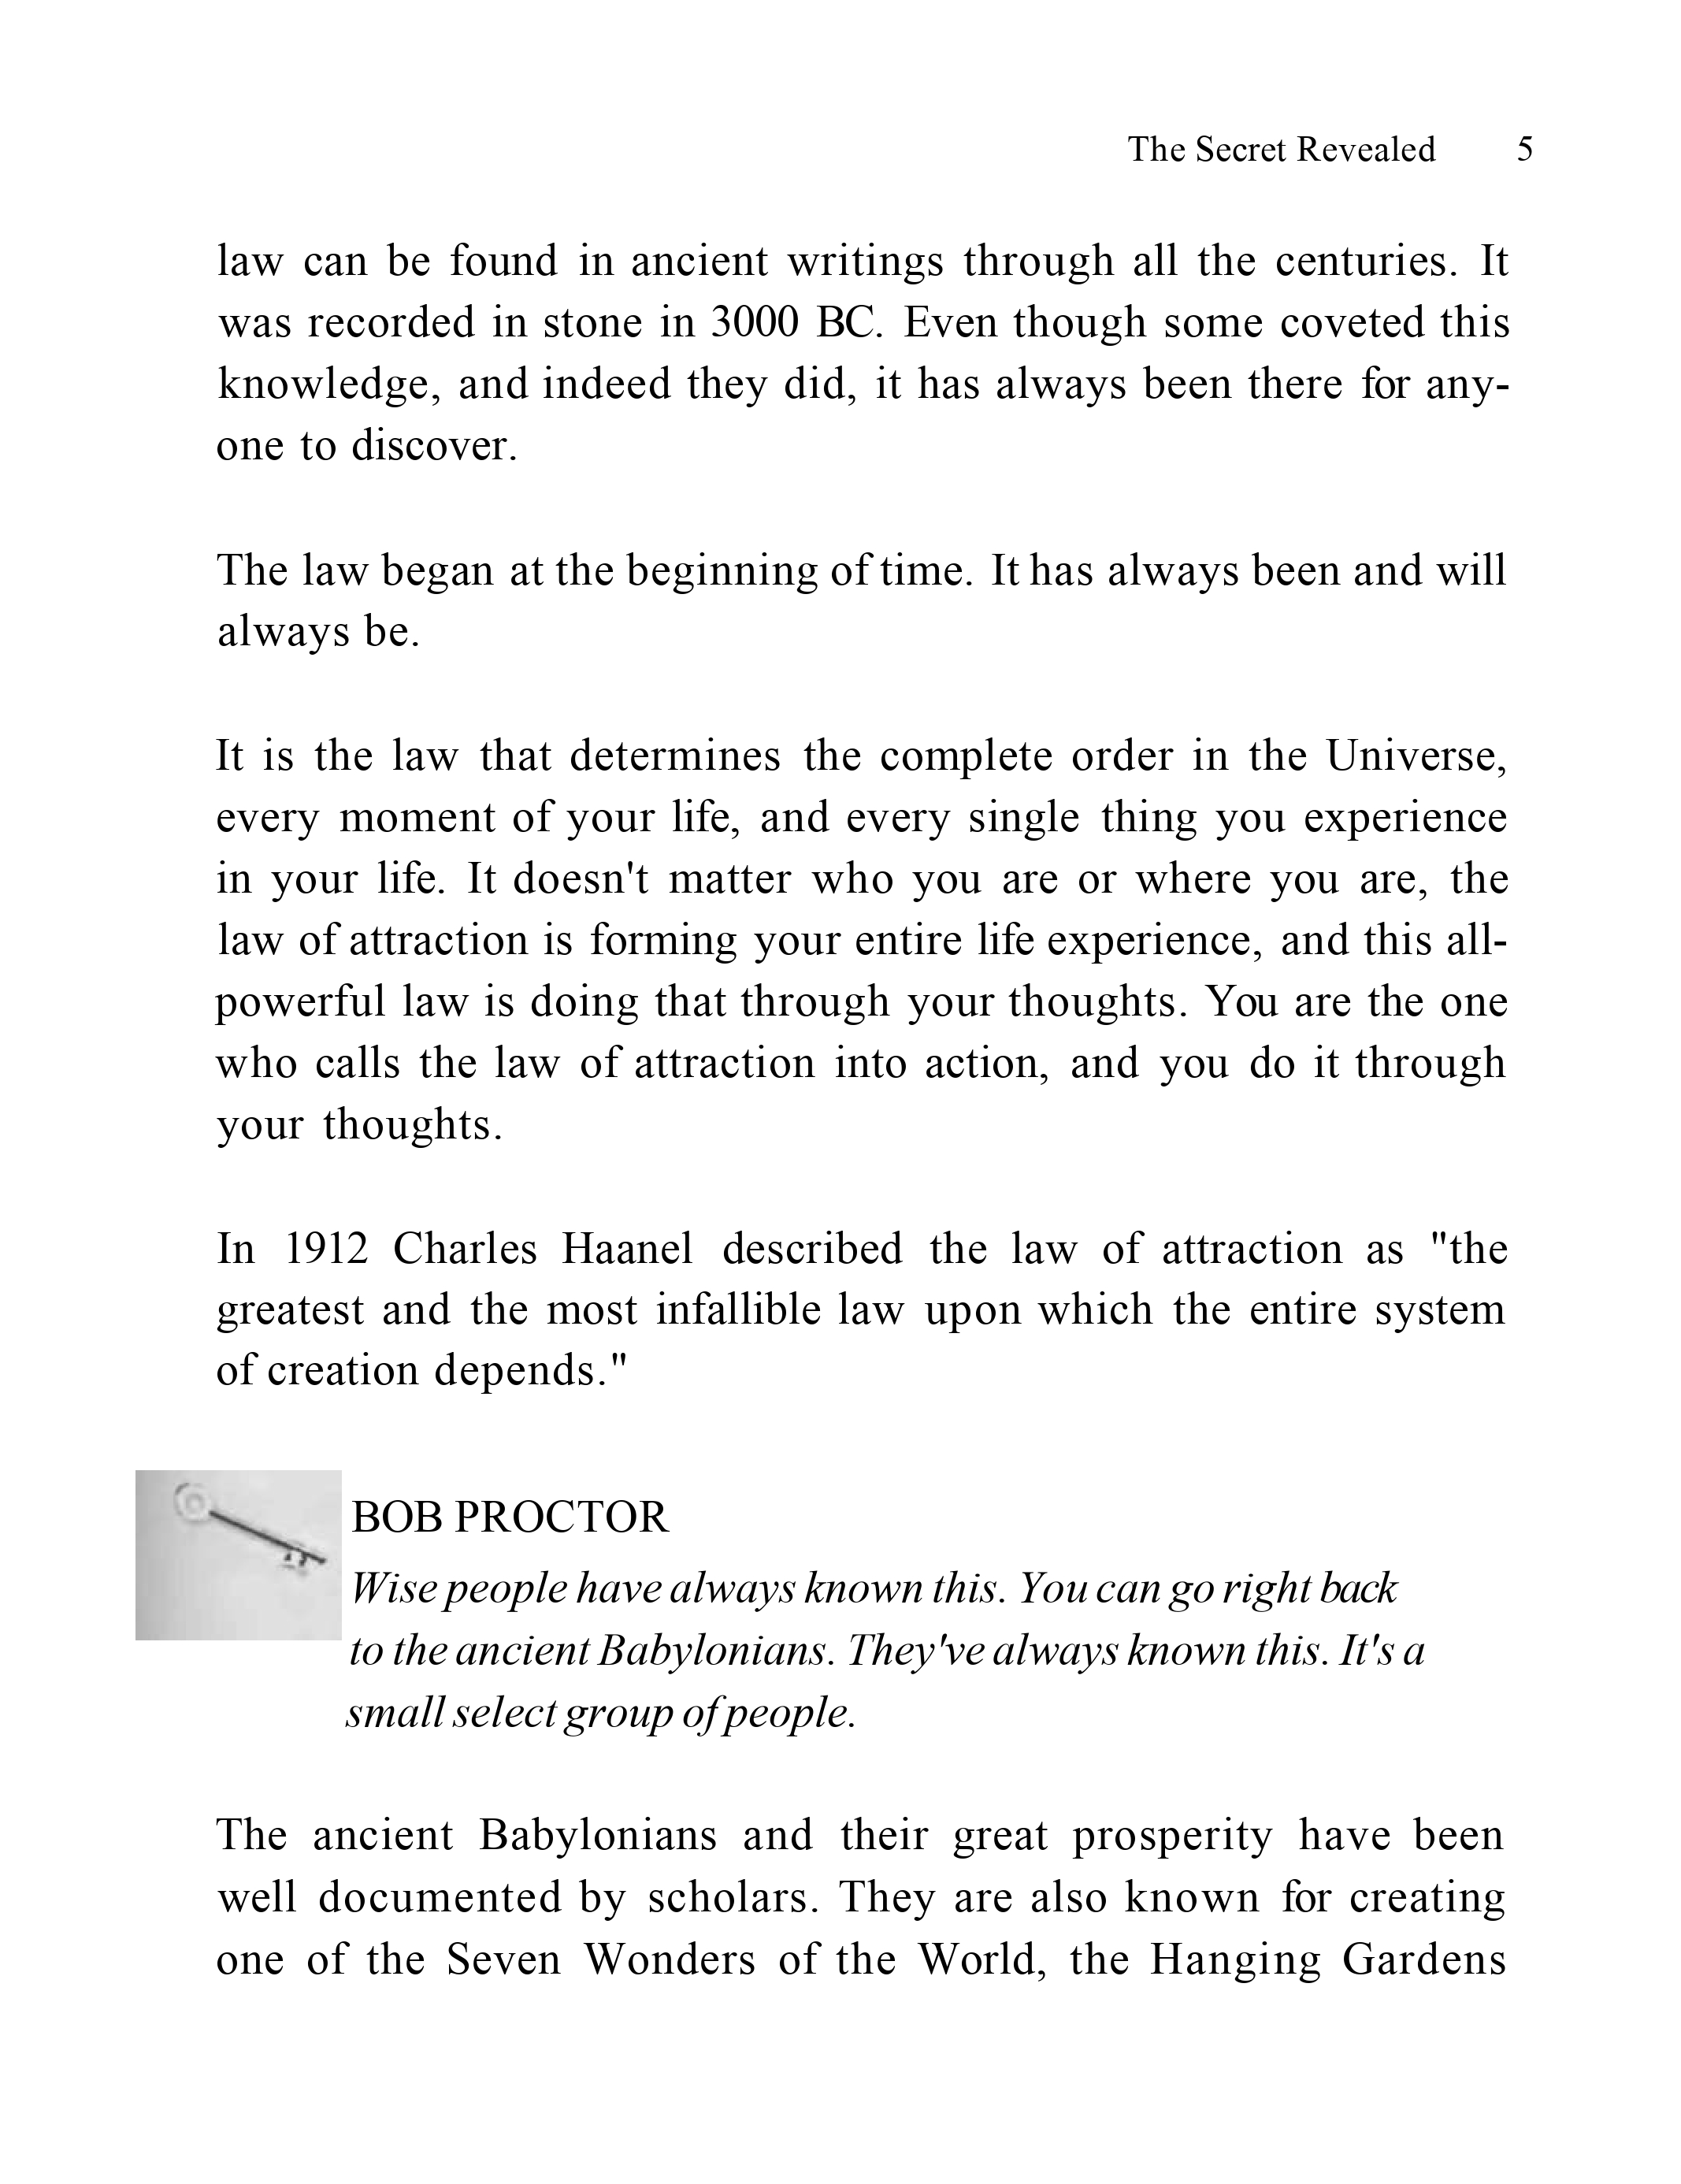 The Secret Revealed 5
law can be found in ancient writings through all the centuries. It
was recorded in stone in 3000 BC. Even though some coveted this
knowledge, and indeed they did, it has always been there for any-
one to discover.
The law began at the beginning of time. It has always been and will
always be.
It is the law that determines the complete order in the Universe,
every moment of your life, and every single thing you experience
in your life. It doesn't matter who you are or where you are, the
law of attraction is forming your entire life experience, and this all-
powerful law is doing that through your thoughts. You are the one
who calls the law of attraction into action, and you do it through
your thoughts.
In 1912 Charles Haanel described the law of attraction as "the
greatest and the most infallible law upon which the entire system
of creation depends."
BOB PROCTOR
Wise people have always known this. You can go right back
to the ancient Babylonians. They've always known this. It's a
small select group of people.
The ancient Babylonians and their great prosperity have been
well documented by scholars. They are also known for creating
one of the Seven Wonders of the World, the Hanging Gardens